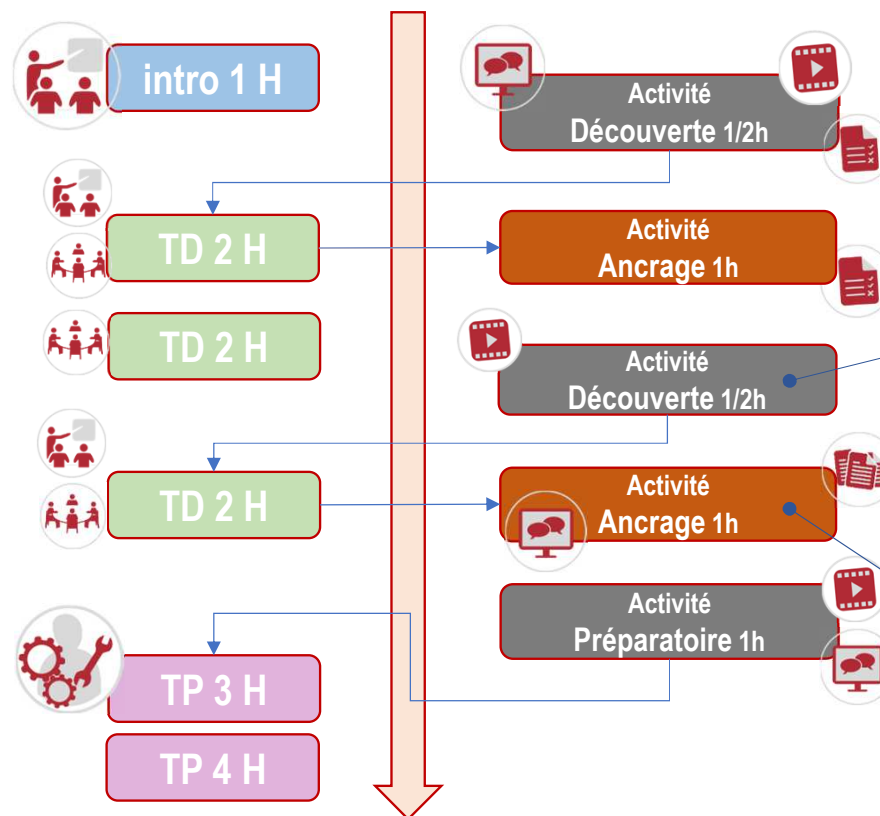 intro 1 H
Activité
Découverte 1/2h
TD 2 H
Activité
Ancrage 1h
TD 2 H
Activité
Découverte 1/2h
TD 2 H
Activité
Ancrage 1h
Activité
Préparatoire 1h
TP 3 H
TP 4 H